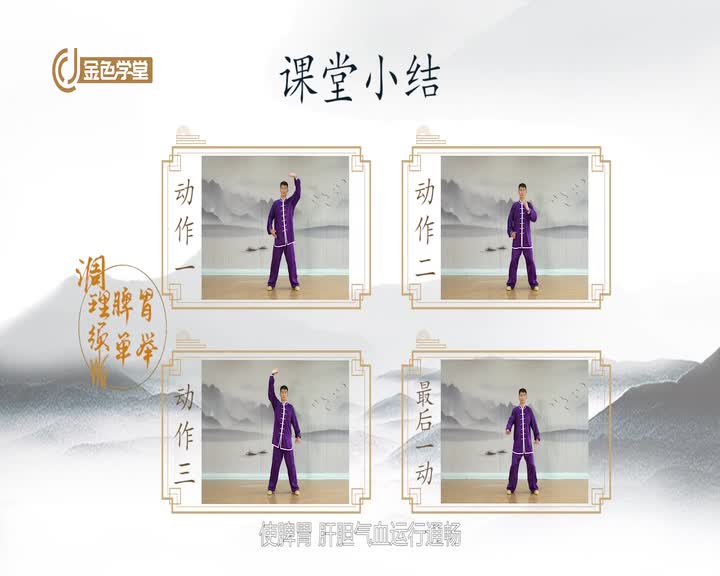 金色学堂
课堂小结
动作一
动作二
调理脾胃须单举
动作三
最后一动
使脾胃 肝胆气血运行通畅